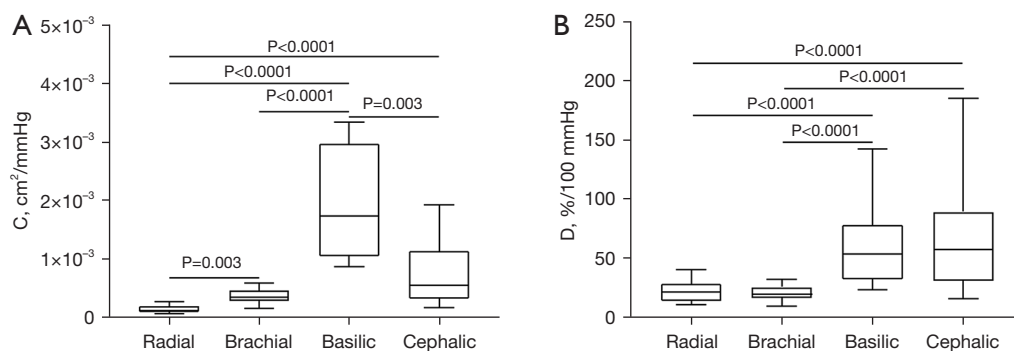 A
C, cm²/mmHg
5×10⁻³
4×10⁻³
3×10⁻³
2×10⁻³
1×10⁻³
0
P<0.0001
P<0.0001
P<0.0001
P=0.003
P=0.003
Radial Brachial Basilic Cephalic
B
D, %/100 mmHg
250
200
150
100
50
0
P<0.0001
P<0.0001
P<0.0001
P<0.0001
Radial Brachial Basilic Cephalic